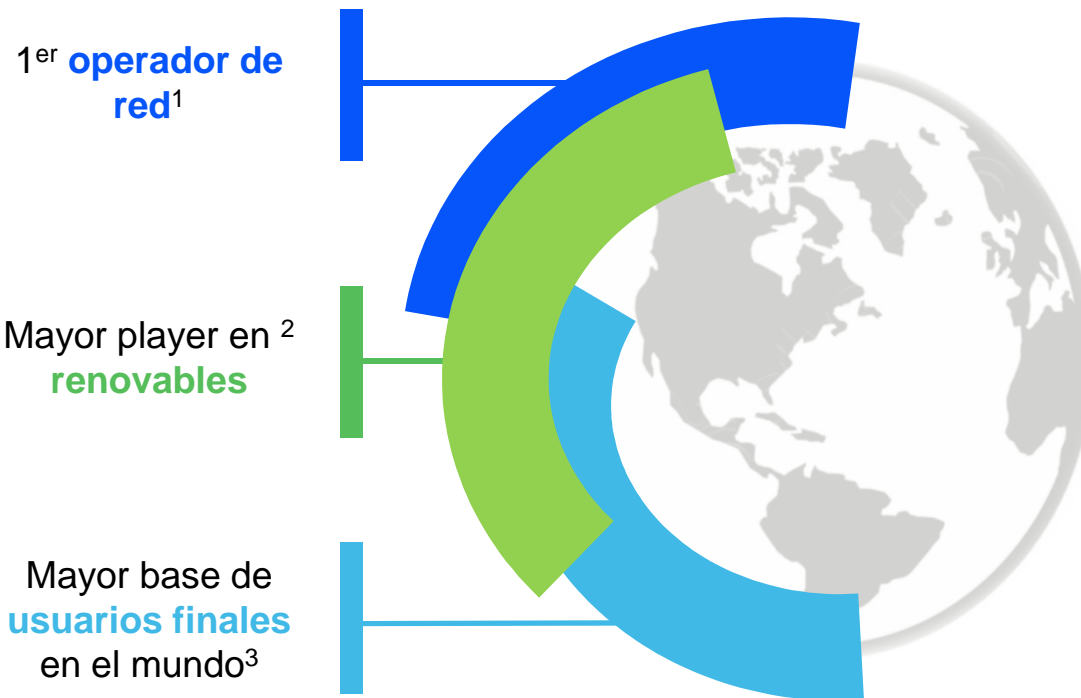 1er operador de
red1
Mayor player en 2
renovables
Mayor base de
usuarios finales
en el mundo3